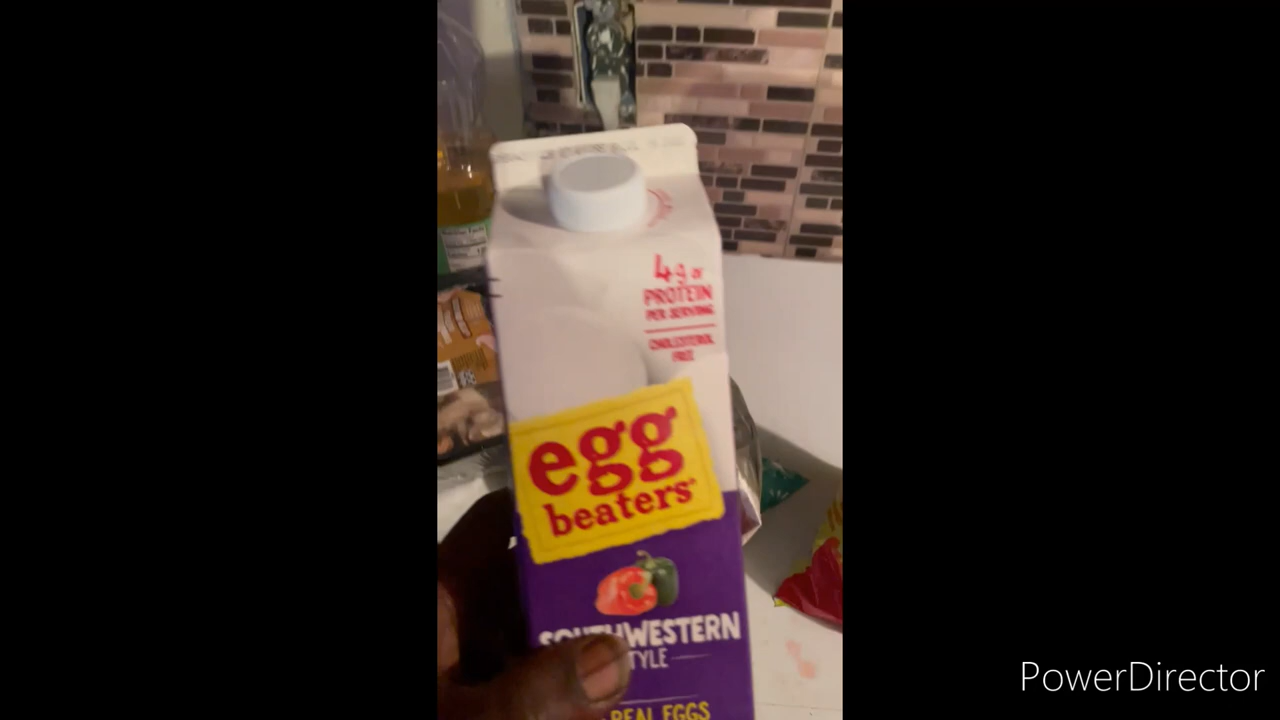 4g of
PROTEIN
PER SERVING
CHOLESTEROL
FREE
egg
beaters
SOUTHWESTERN
STYLE
REAL EGGS
PowerDirector